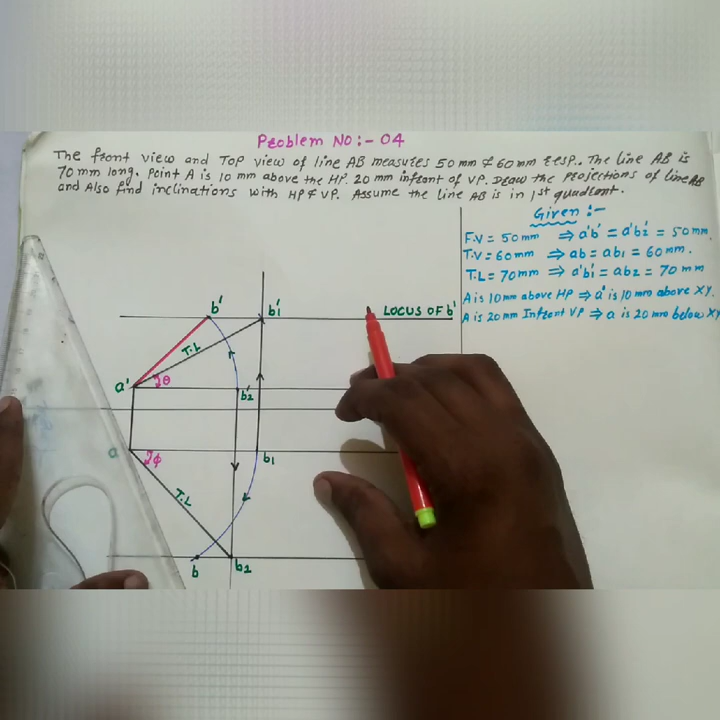 Problem No:- 04
The front view and Top view of line AB measures 50 mm & 60 mm resp.. The line AB is
70 mm long. Point A is 10 mm above the HP. 20 mm infront of VP. Draw the projections of line AB
and Also find inclinations with HP & VP. Assume the line AB is in 1st quadrant.
Given :-
F.V = 50 mm ⇒ a'b' = a'b2' = 50 mm.
T.V = 60 mm ⇒ ab = ab1 = 60 mm.
T.L = 70 mm ⇒ a'b1' = ab2 = 70 mm
A is 10 mm above HP ⇒ a' is 10 mm above XY.
A is 20 mm Infront VP ⇒ a is 20 mm below XY
b' b1' LOCUS OF b'
T.L
a' θ b2'
a ϕ b1
T.L
b b2